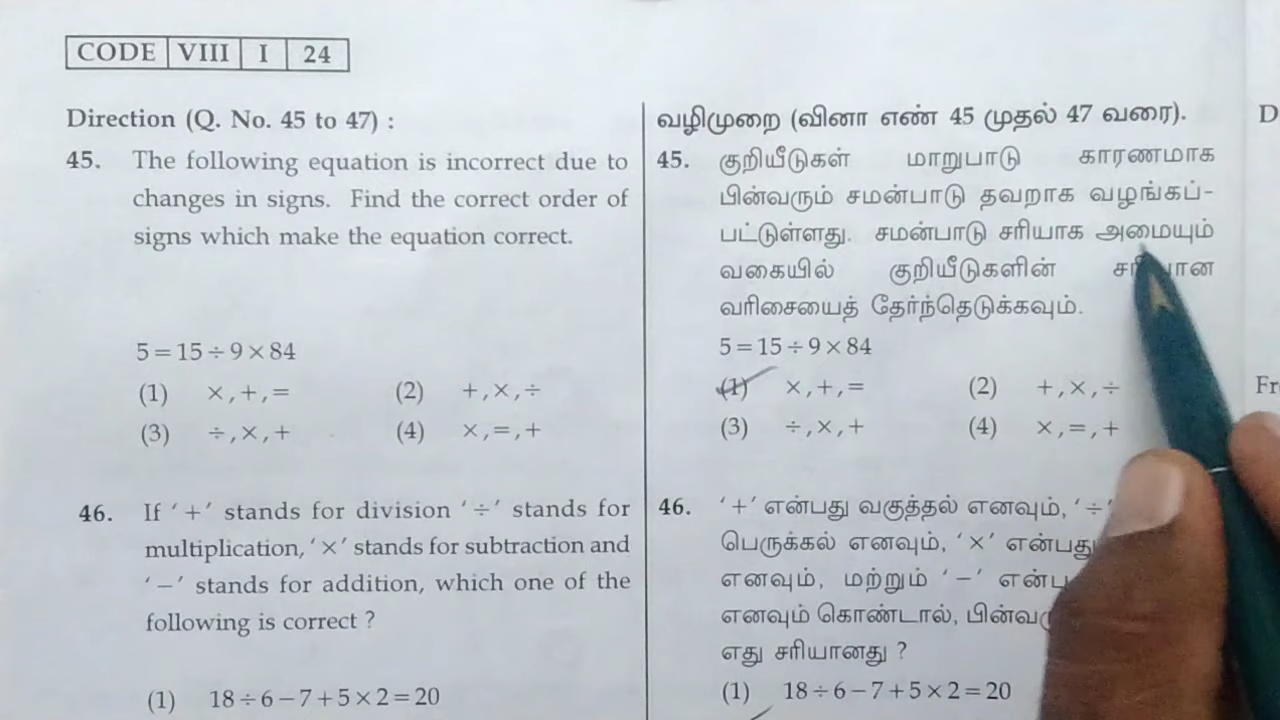 CODE VIII I 24
Direction (Q. No. 45 to 47) :
45. The following equation is incorrect due to
changes in signs. Find the correct order of
signs which make the equation correct.
5 = 15 ÷ 9 × 84
(1) ×, +, = (2) +, ×, ÷
(3) ÷, ×, + (4) ×, =, +
46. If ‘+’ stands for division ‘÷’ stands for
multiplication, ‘×’ stands for subtraction and
‘−’ stands for addition, which one of the
following is correct ?
(1) 18 ÷ 6 − 7 + 5 × 2 = 20
வழிமுறை (வினா எண் 45 முதல் 47 வரை).
45. குறியீடுகள் மாறுபாடு காரணமாக
பின்வரும் சமன்பாடு தவறாக வழங்கப்-
பட்டுள்ளது. சமன்பாடு சரியாக அமையும்
வகையில் குறியீடுகளின்
வரிசையைத் தேர்ந்தெடுக்கவும்.
5 = 15 ÷ 9 × 84
(1) ×, +, = (2) +, ×, ÷
(3) ÷, ×, + (4) ×, =, +
46. ‘+’ என்பது வகுத்தல் எனவும், ‘÷’
பெருக்கல் எனவும், ‘×’ என்பது
எனவும், மற்றும் ‘−’
எனவும் கொண்டால்,
எது சரியானது ?
(1) 18 ÷ 6 − 7 + 5 × 2 = 20
D
Fr